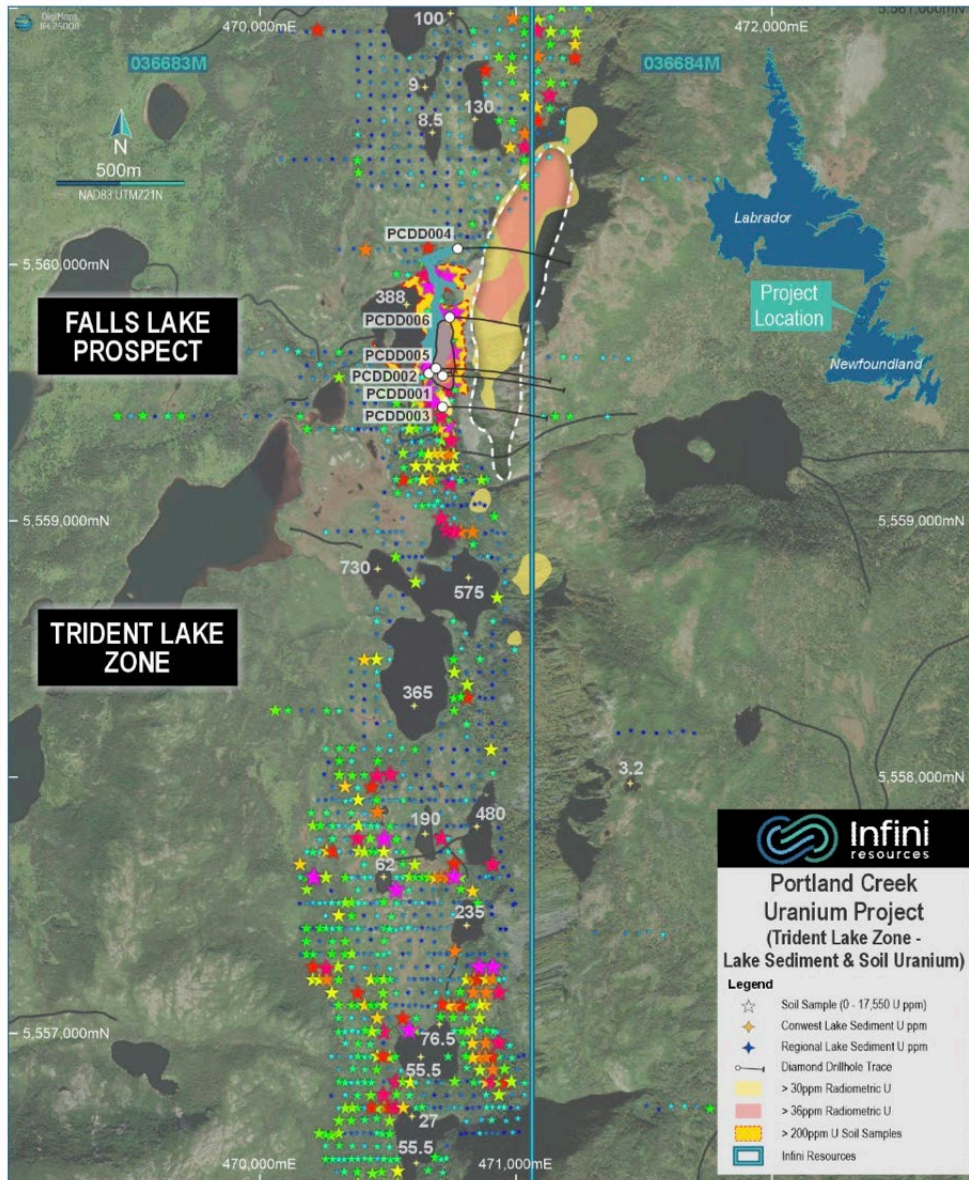 DigiMaps
470,000mE
472,000mE
5,561,000mN
036683M
036684M
100
9
130
8.5
N
500m
NAD83 UTMZ21N
Labrador
Project
Location
Newfoundland
PCDD004
5,560,000mN
388
FALLS LAKE
PROSPECT
PCDD006
PCDD005
PCDD002
PCDD001
PCDD003
5,559,000mN
5,559,000mN
730
575
TRIDENT LAKE
ZONE
365
3.2
5,558,000mN
190
480
62
235
Infini
resources
Portland Creek
Uranium Project
(Trident Lake Zone -
Lake Sediment & Soil Uranium)
Legend
Soil Sample (0 - 17,550 U ppm)
Conwest Lake Sediment U ppm
Regional Lake Sediment U ppm
Diamond Drillhole Trace
> 30ppm Radiometric U
> 36ppm Radiometric U
> 200ppm U Soil Samples
Infini Resources
5,557,000mN
76.5
55.5
27
55.5
470,000mE
471,000mE